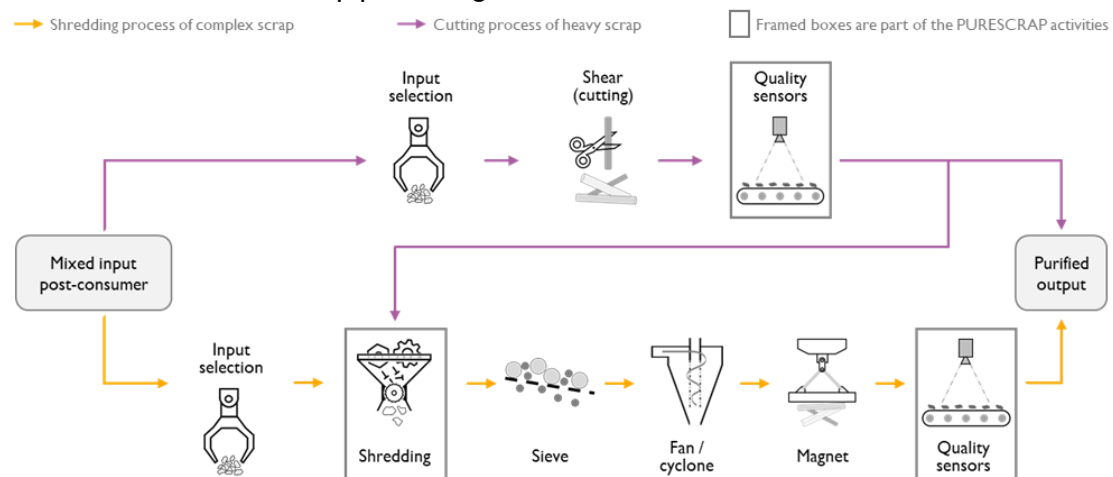 Shredding process of complex scrap
Cutting process of heavy scrap
Framed boxes are part of the PURESCRAP activities
Input
selection
Shear
(cutting)
Quality
sensors
Mixed input
post-consumer
Purified
output
Input
selection
Shredding
Sieve
Fan /
cyclone
Magnet
Quality
sensors